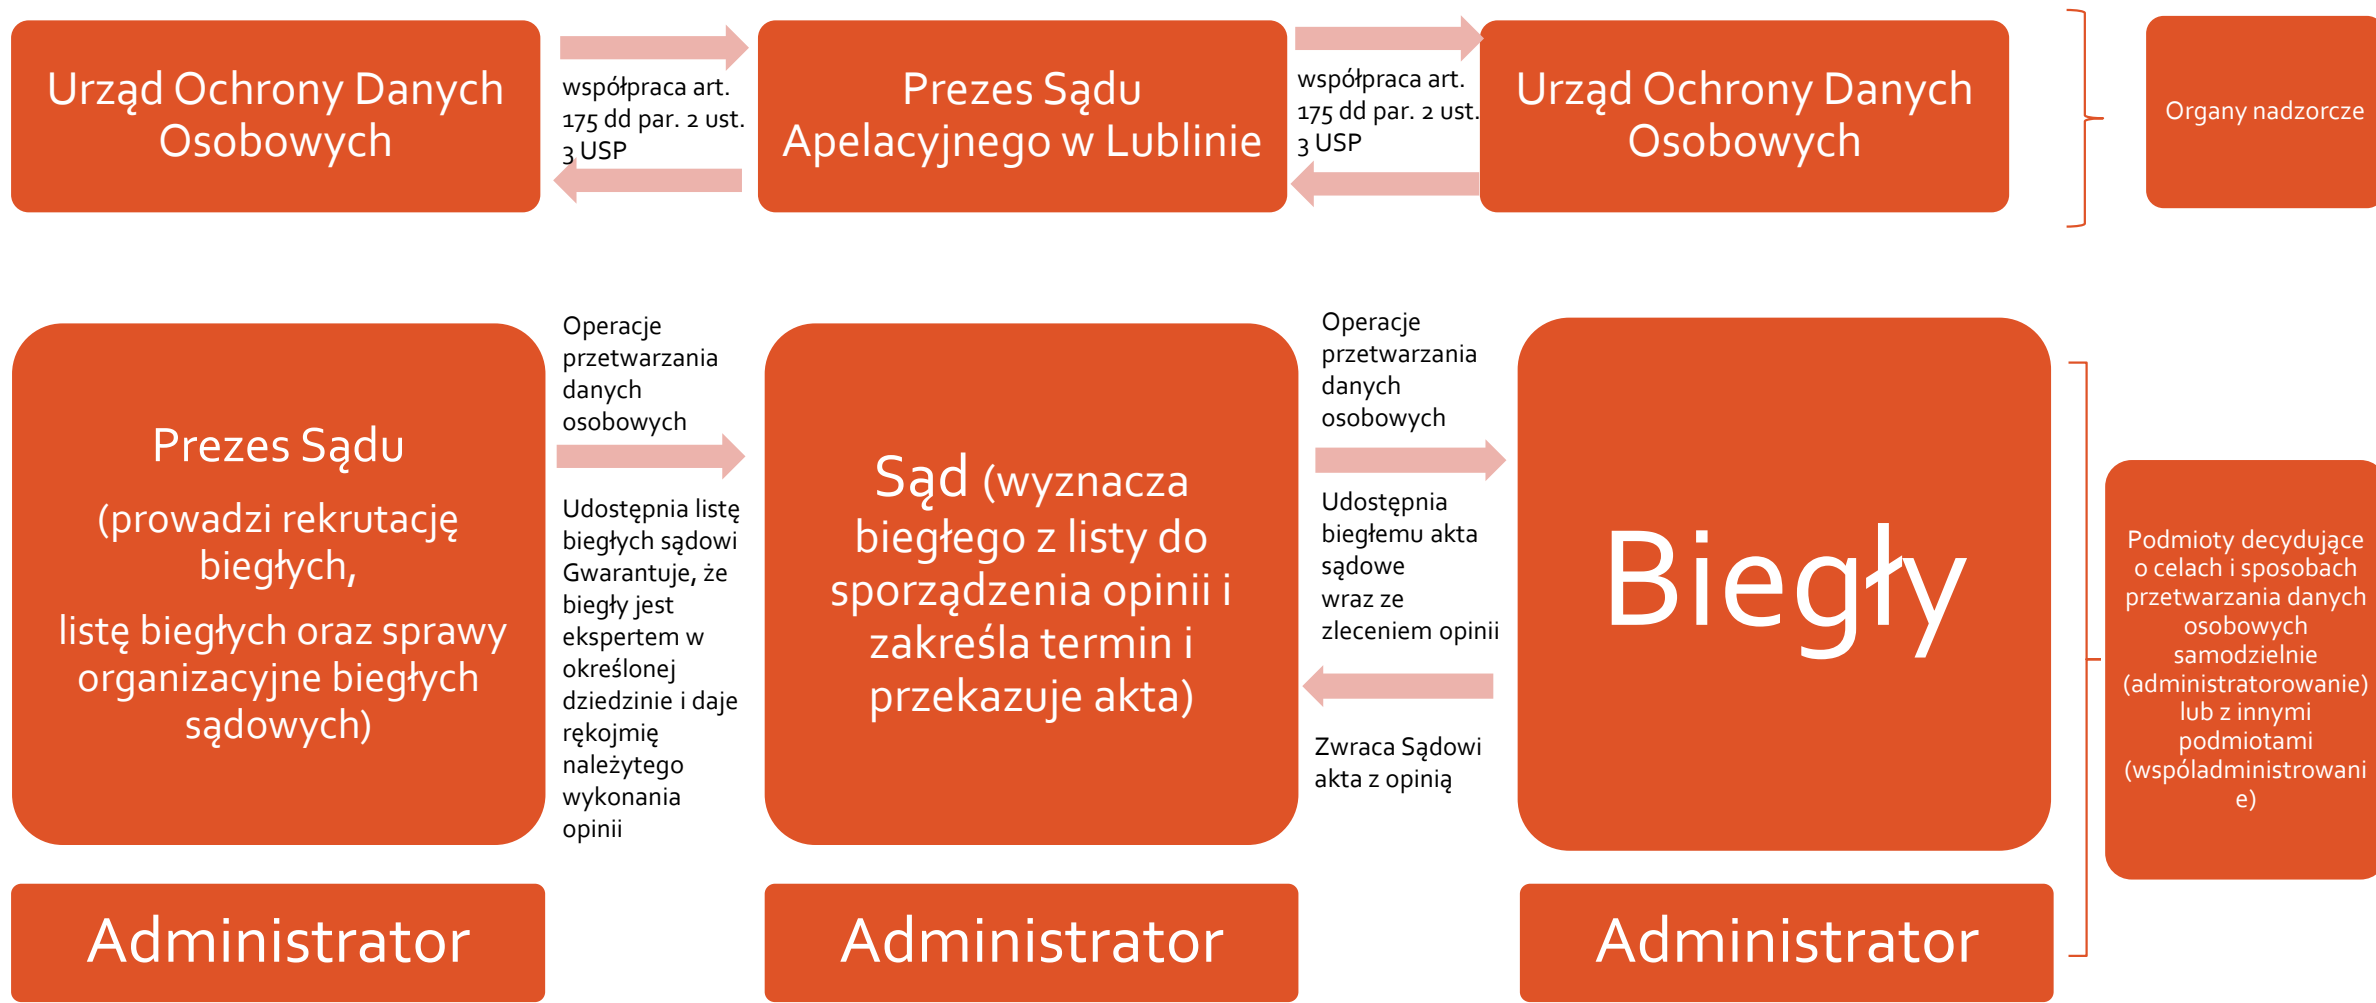 Urząd Ochrony Danych
Osobowych
współpraca art.
175 dd par. 2 ust.
3 USP
Prezes Sądu
Apelacyjnego w Lublinie
współpraca art.
175 dd par. 2 ust.
3 USP
Urząd Ochrony Danych
Osobowych
Organy nadzorcze
Prezes Sądu
(prowadzi rekrutację
biegłych,
listę biegłych oraz sprawy
organizacyjne biegłych
sądowych)
Operacje
przetwarzania
danych
osobowych
Udostępnia listę
biegłych sądowi
Gwarantuje, że
biegły jest
ekspertem w
określonej
dziedzinie i daje
rękojmię
należytego
wykonania
opinii
Sąd (wyznacza
biegłego z listy do
sporządzenia opinii i
zakreśla termin i
przekazuje akta)
Operacje
przetwarzania
danych
osobowych
Udostępnia
biegłemu akta
sądowe
wraz ze
zleceniem opinii
Zwraca Sądowi
akta z opinią
Biegły
Podmioty decydujące
o celach i sposobach
przetwarzania danych
osobowych
samodzielnie
(administratorowanie)
lub z innymi
podmiotami
(wspóladministrowani
e)
Administrator
Administrator
Administrator